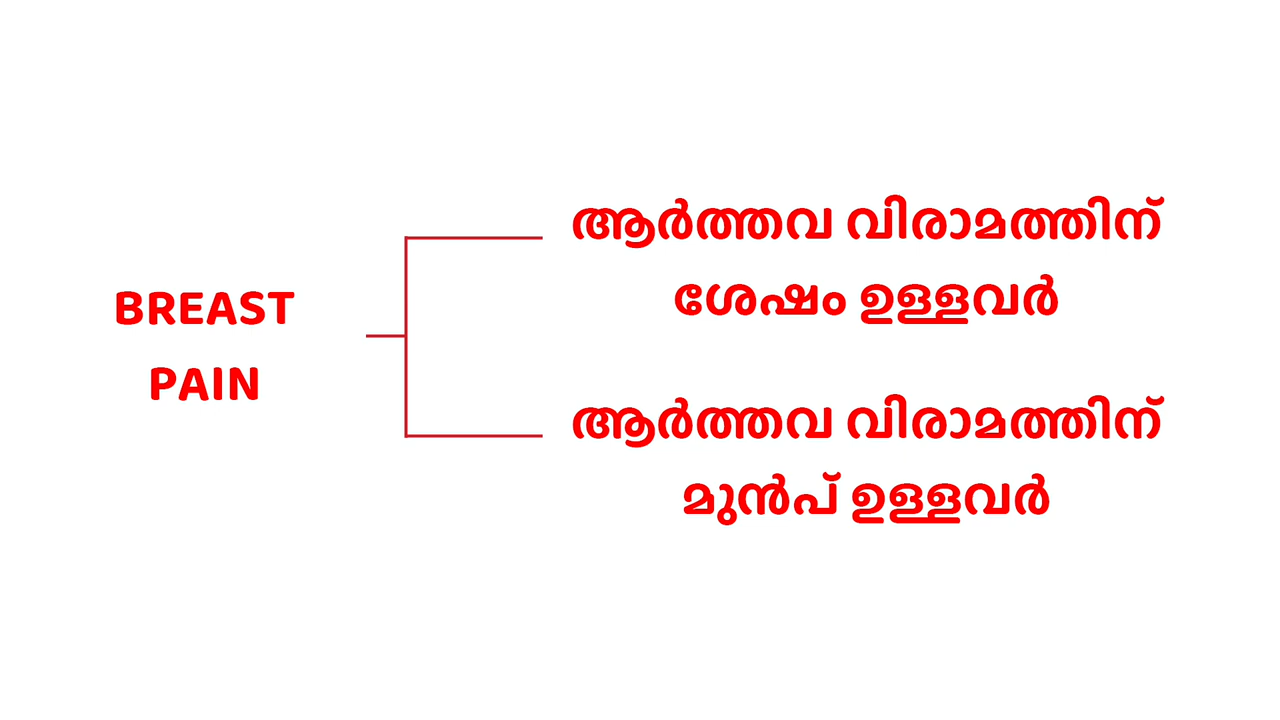 BREAST
PAIN
ആർത്തവ വിരാമത്തിന്
ശേഷം ഉള്ളവർ
ആർത്തവ വിരാമത്തിന്
മുൻപ് ഉള്ളവർ